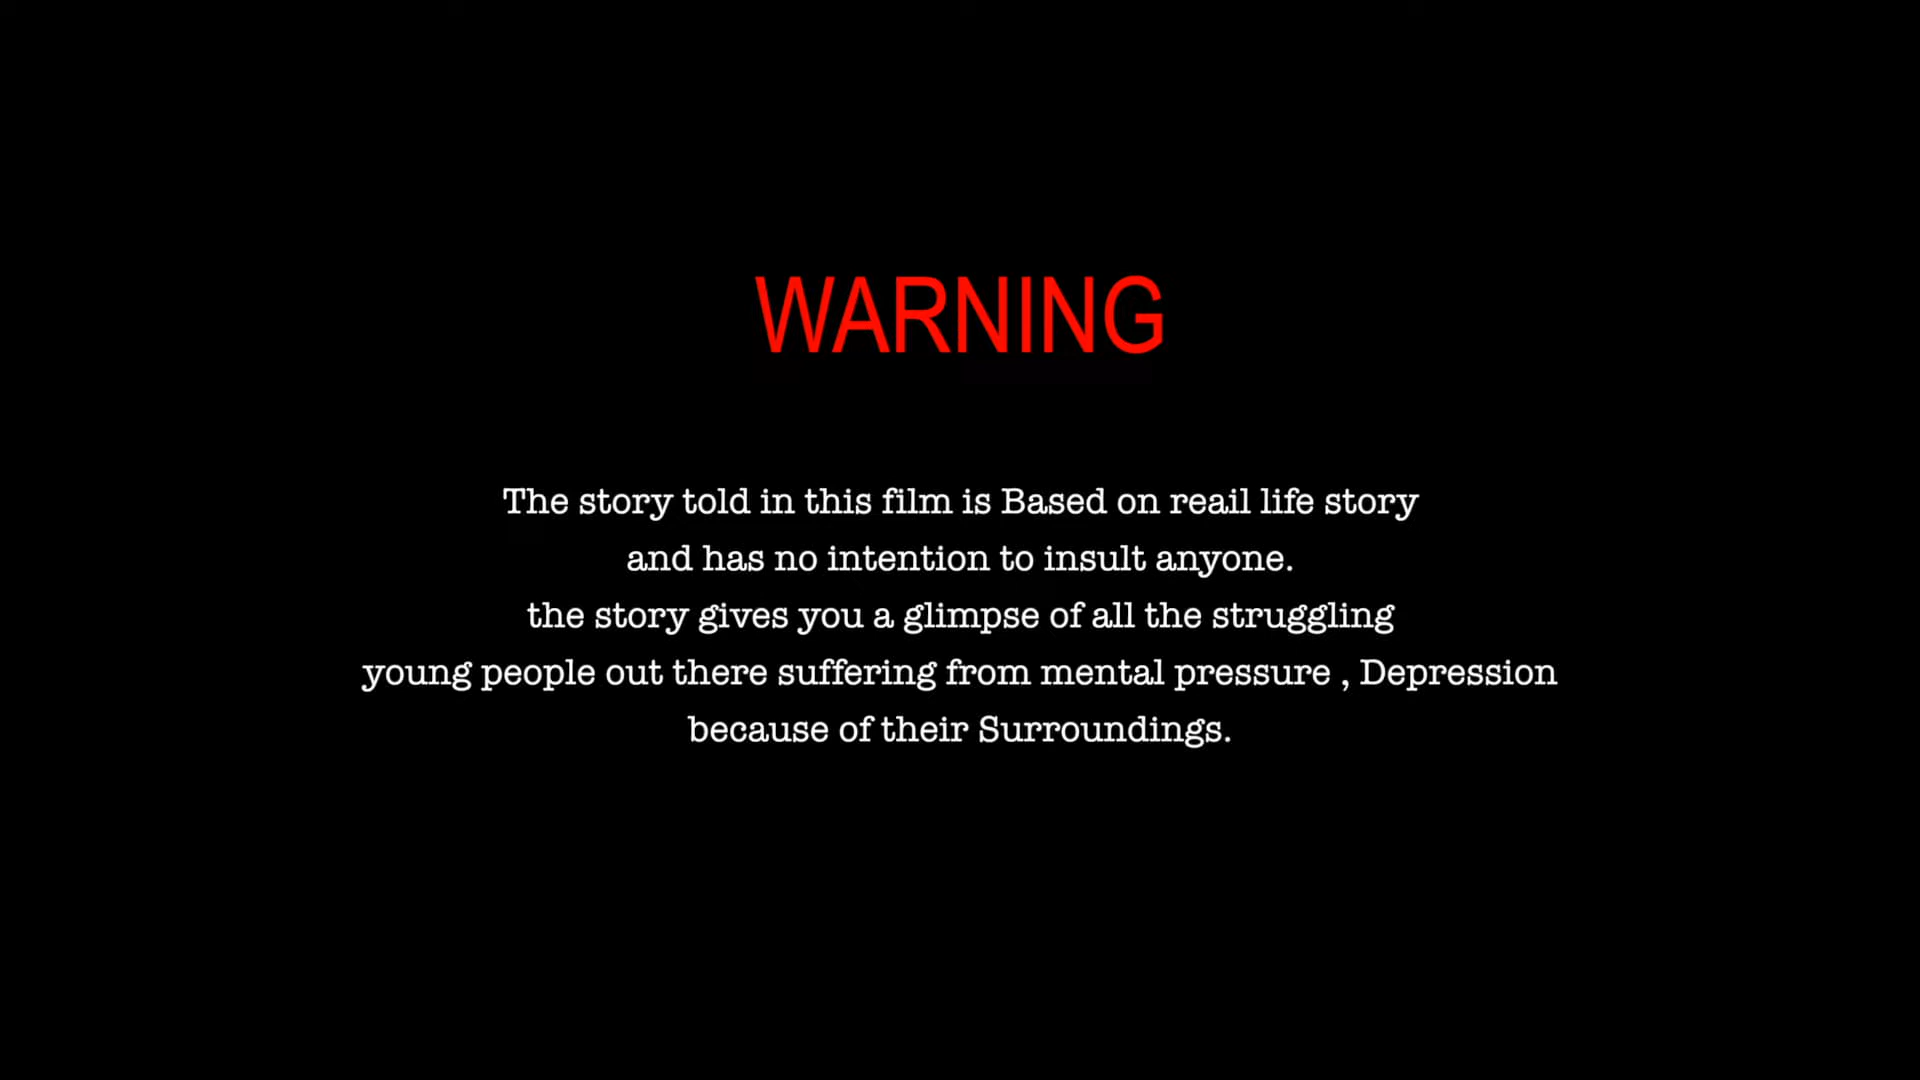 WARNING
The story told in this film is Based on reail life story
and has no intention to insult anyone.
the story gives you a glimpse of all the struggling
young people out there suffering from mental pressure , Depression
because of their Surroundings.